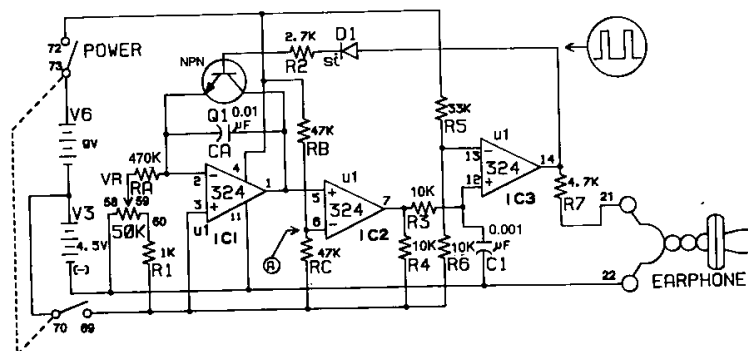 72
POWER
73
V6
9V
V3
4.5V
(-)
70
69
VR
58
59
60
50K
1K
R1
470K
RA
NPN
Q1
0.01
µF
CA
2
3
4
11
1
324
u1
IC1
2.7K
R2
D1
Si
47K
RB
A
47K
RC
u1
5
6
7
324
IC2
10K
R3
10K
R4
33K
R5
10K
R6
u1
13
12
14
324
IC3
0.001
µF
C1
4.7K
R7
21
22
EARPHONE